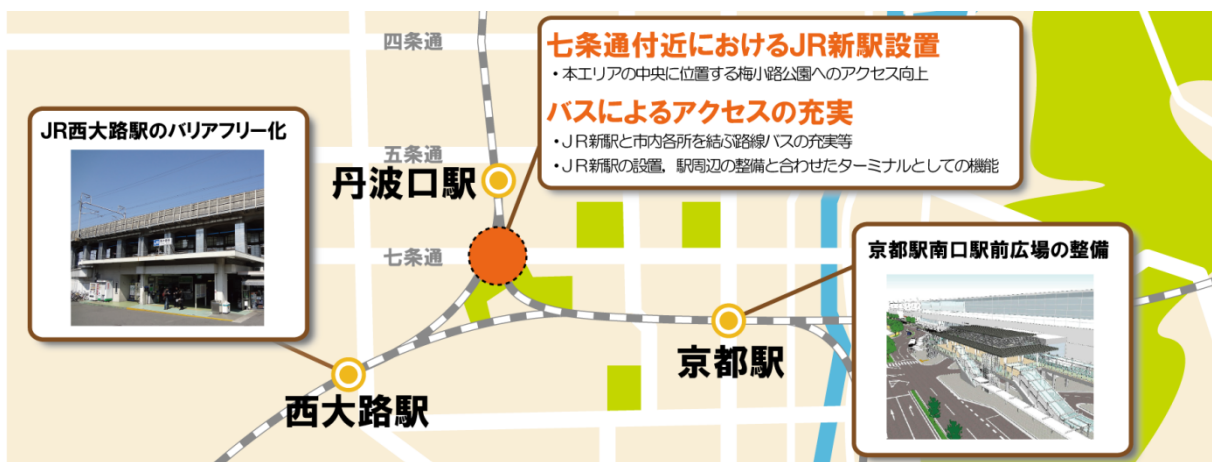 四条通
七条通付近におけるJR新駅設置
・本エリアの中央に位置する梅小路公園へのアクセス向上
バスによるアクセスの充実
・JR新駅と市内各所を結ぶ路線バスの充実等
・JR新駅の設置，駅周辺の整備と合わせたターミナルとしての機能
JR西大路駅のバリアフリー化
五条通
丹波口駅
七条通
京都駅南口駅前広場の整備
京都駅
西大路駅